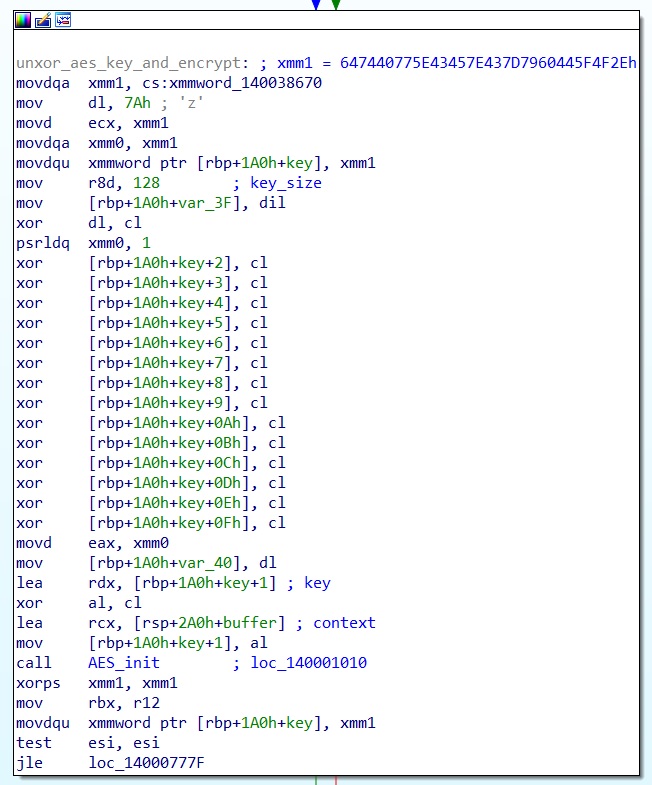 unxor_aes_key_and_encrypt: ; xmm1 = 647440775E43457E437D7960445F4F2Eh
movdqa xmm1, cs:xmmword_140038670
mov dl, 7Ah ; 'z'
movd ecx, xmm1
movdqa xmm0, xmm1
movdqu xmmword ptr [rbp+1A0h+key], xmm1
mov r8d, 128 ; key_size
mov [rbp+1A0h+var_3F], dil
xor dl, cl
psrldq xmm0, 1
xor [rbp+1A0h+key+2], cl
xor [rbp+1A0h+key+3], cl
xor [rbp+1A0h+key+4], cl
xor [rbp+1A0h+key+5], cl
xor [rbp+1A0h+key+6], cl
xor [rbp+1A0h+key+7], cl
xor [rbp+1A0h+key+8], cl
xor [rbp+1A0h+key+9], cl
xor [rbp+1A0h+key+0Ah], cl
xor [rbp+1A0h+key+0Bh], cl
xor [rbp+1A0h+key+0Ch], cl
xor [rbp+1A0h+key+0Dh], cl
xor [rbp+1A0h+key+0Eh], cl
xor [rbp+1A0h+key+0Fh], cl
movd eax, xmm0
mov [rbp+1A0h+var_40], dl
lea rdx, [rbp+1A0h+key+1] ; key
xor al, cl
lea rcx, [rsp+2A0h+buffer] ; context
mov [rbp+1A0h+key+1], al
call AES_init ; loc_140001010
xorps xmm1, xmm1
mov rbx, r12
movdqu xmmword ptr [rbp+1A0h+key], xmm1
test esi, esi
jle loc_14000777F